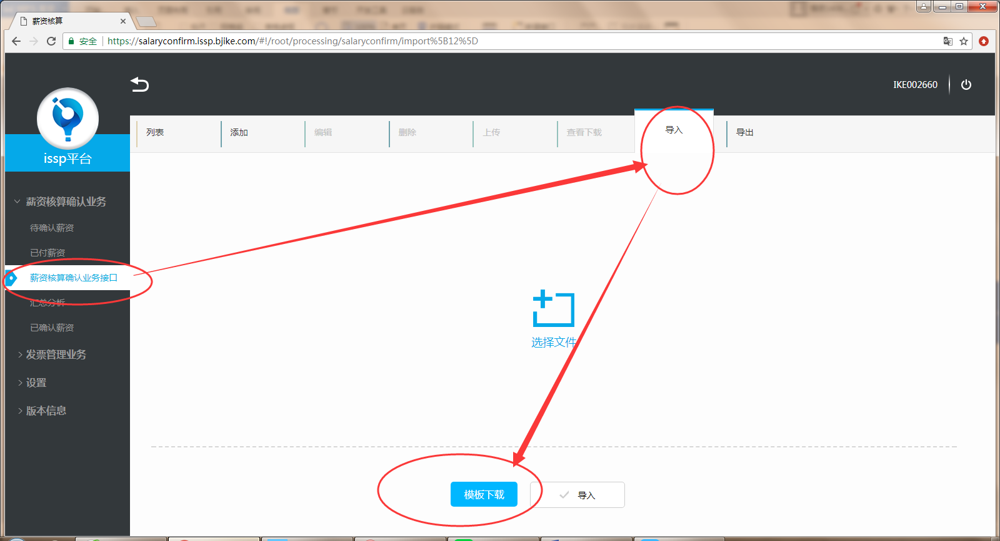 薪资核算
安全
https://salaryconfirm.issp.bjike.com/#!/root/processing/salaryconfirm/import%5B12%5D
IKE002660
列表
添加
编辑
删除
上传
查看下载
导入
导出
issp平台
薪资核算确认业务
待确认薪资
已付薪资
薪资核算确认业务接口
汇总分析
已确认薪资
发票管理业务
设置
版本信息
选择文件
模板下载
导入